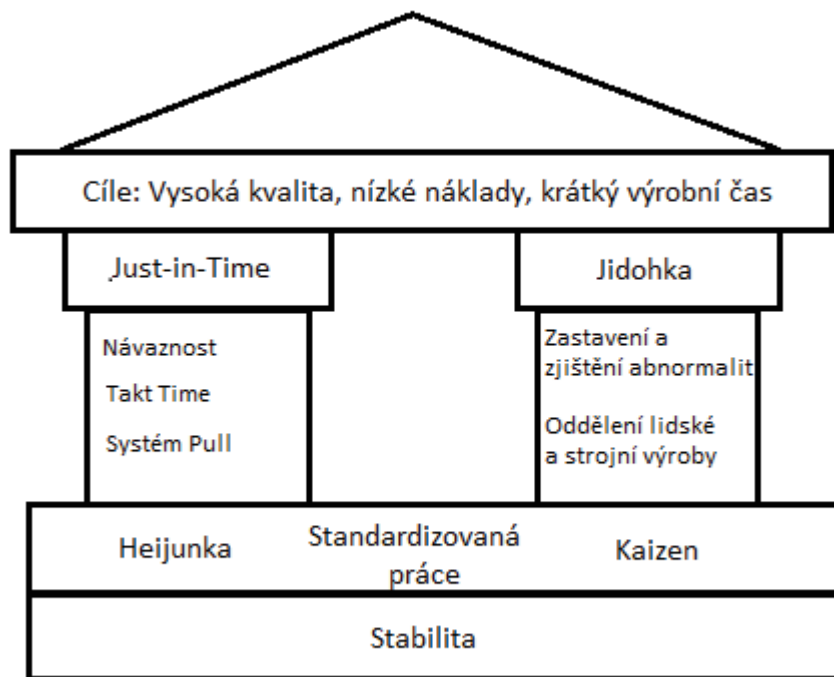 Cíle: Vysoká kvalita, nízké náklady, krátký výrobní čas
Just-in-Time
Jidohka
Návaznost
Takt Time
Systém Pull
Zastavení a
zjištění abnormalit
Oddělení lidské
a strojní výroby
Heijunka
Standardizovaná
práce
Kaizen
Stabilita